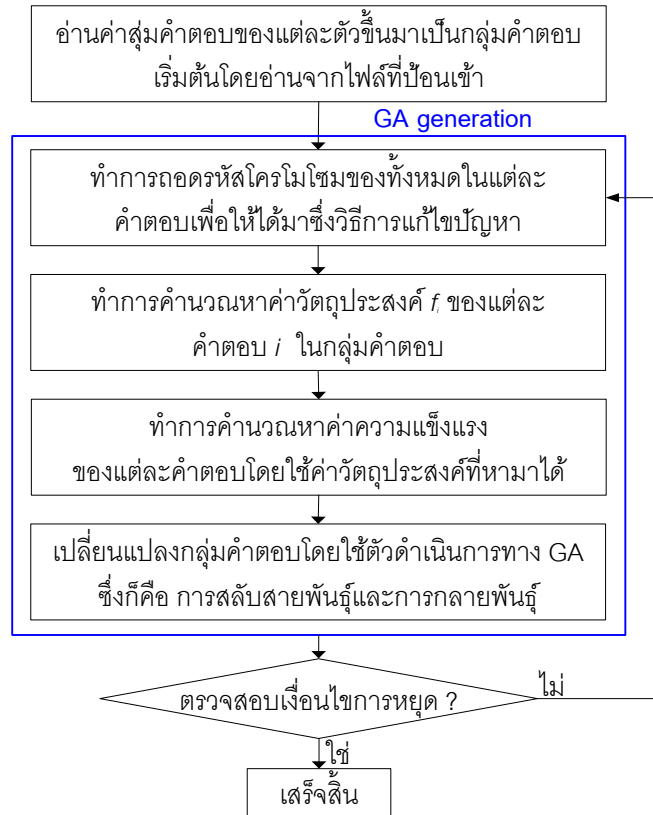 อ่านค่าสุ่มคำตอบของแต่ละตัวขึ้นมาเป็นกลุ่มคำตอบ
เริ่มต้นโดยอ่านจากไฟล์ที่ป้อนเข้า
GA generation
ทำการถอดรหัสโครโมโซมของทั้งหมดในแต่ละ
คำตอบเพื่อให้ได้มาซึ่งวิธีการแก้ไขปัญหา
ทำการคำนวณหาค่าวัตถุประสงค์ fi ของแต่ละ
คำตอบ i ในกลุ่มคำตอบ
ทำการคำนวณหาค่าความแข็งแรง
ของแต่ละคำตอบโดยใช้ค่าวัตถุประสงค์ที่หามาได้
เปลี่ยนแปลงกลุ่มคำตอบโดยใช้ตัวดำเนินการทาง GA
ซึ่งก็คือ การสลับสายพันธุ์และการกลายพันธุ์
ตรวจสอบเงื่อนไขการหยุด ?
ไม่
ใช่
เสร็จสิ้น